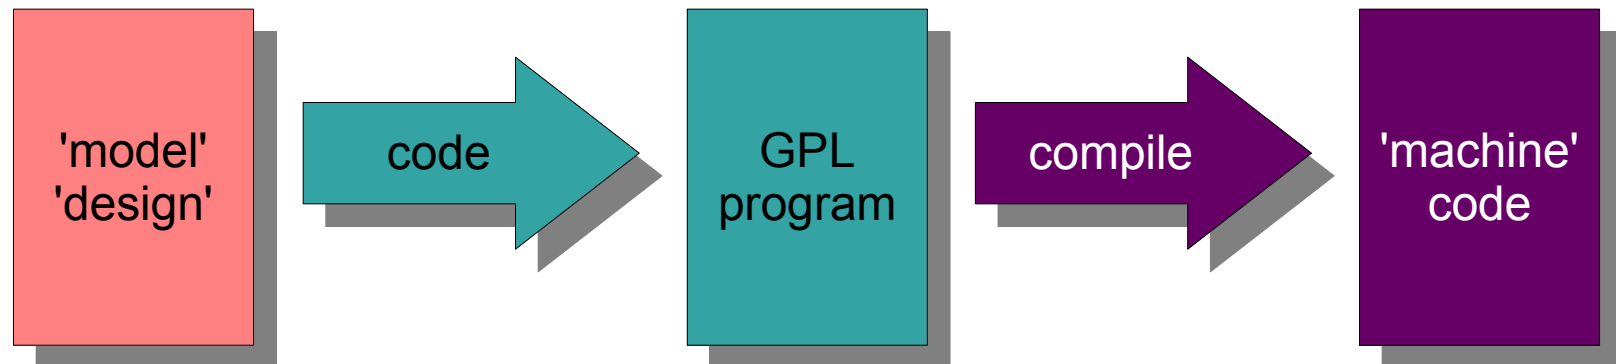 'model'
'design'
code
GPL
program
compile
'machine'
code